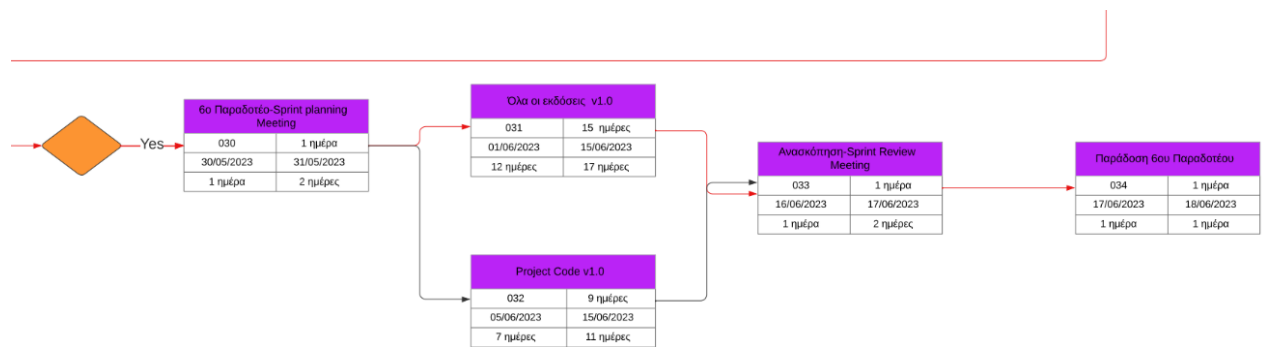 Yes
6ο Παραδοτέο-Sprint planning
Meeting
030 1 ημέρα
30/05/2023 31/05/2023
1 ημέρα 2 ημέρες
Όλα οι εκδόσεις v1.0
031 15 ημέρες
01/06/2023 15/06/2023
12 ημέρες 17 ημέρες
Project Code v1.0
032 9 ημέρες
05/06/2023 15/06/2023
7 ημέρες 11 ημέρες
Ανασκόπηση-Sprint Review
Meeting
033 1 ημέρα
16/06/2023 17/06/2023
1 ημέρα 2 ημέρες
Παράδοση 6ου Παραδοτέου
034 1 ημέρα
17/06/2023 18/06/2023
1 ημέρα 1 ημέρα